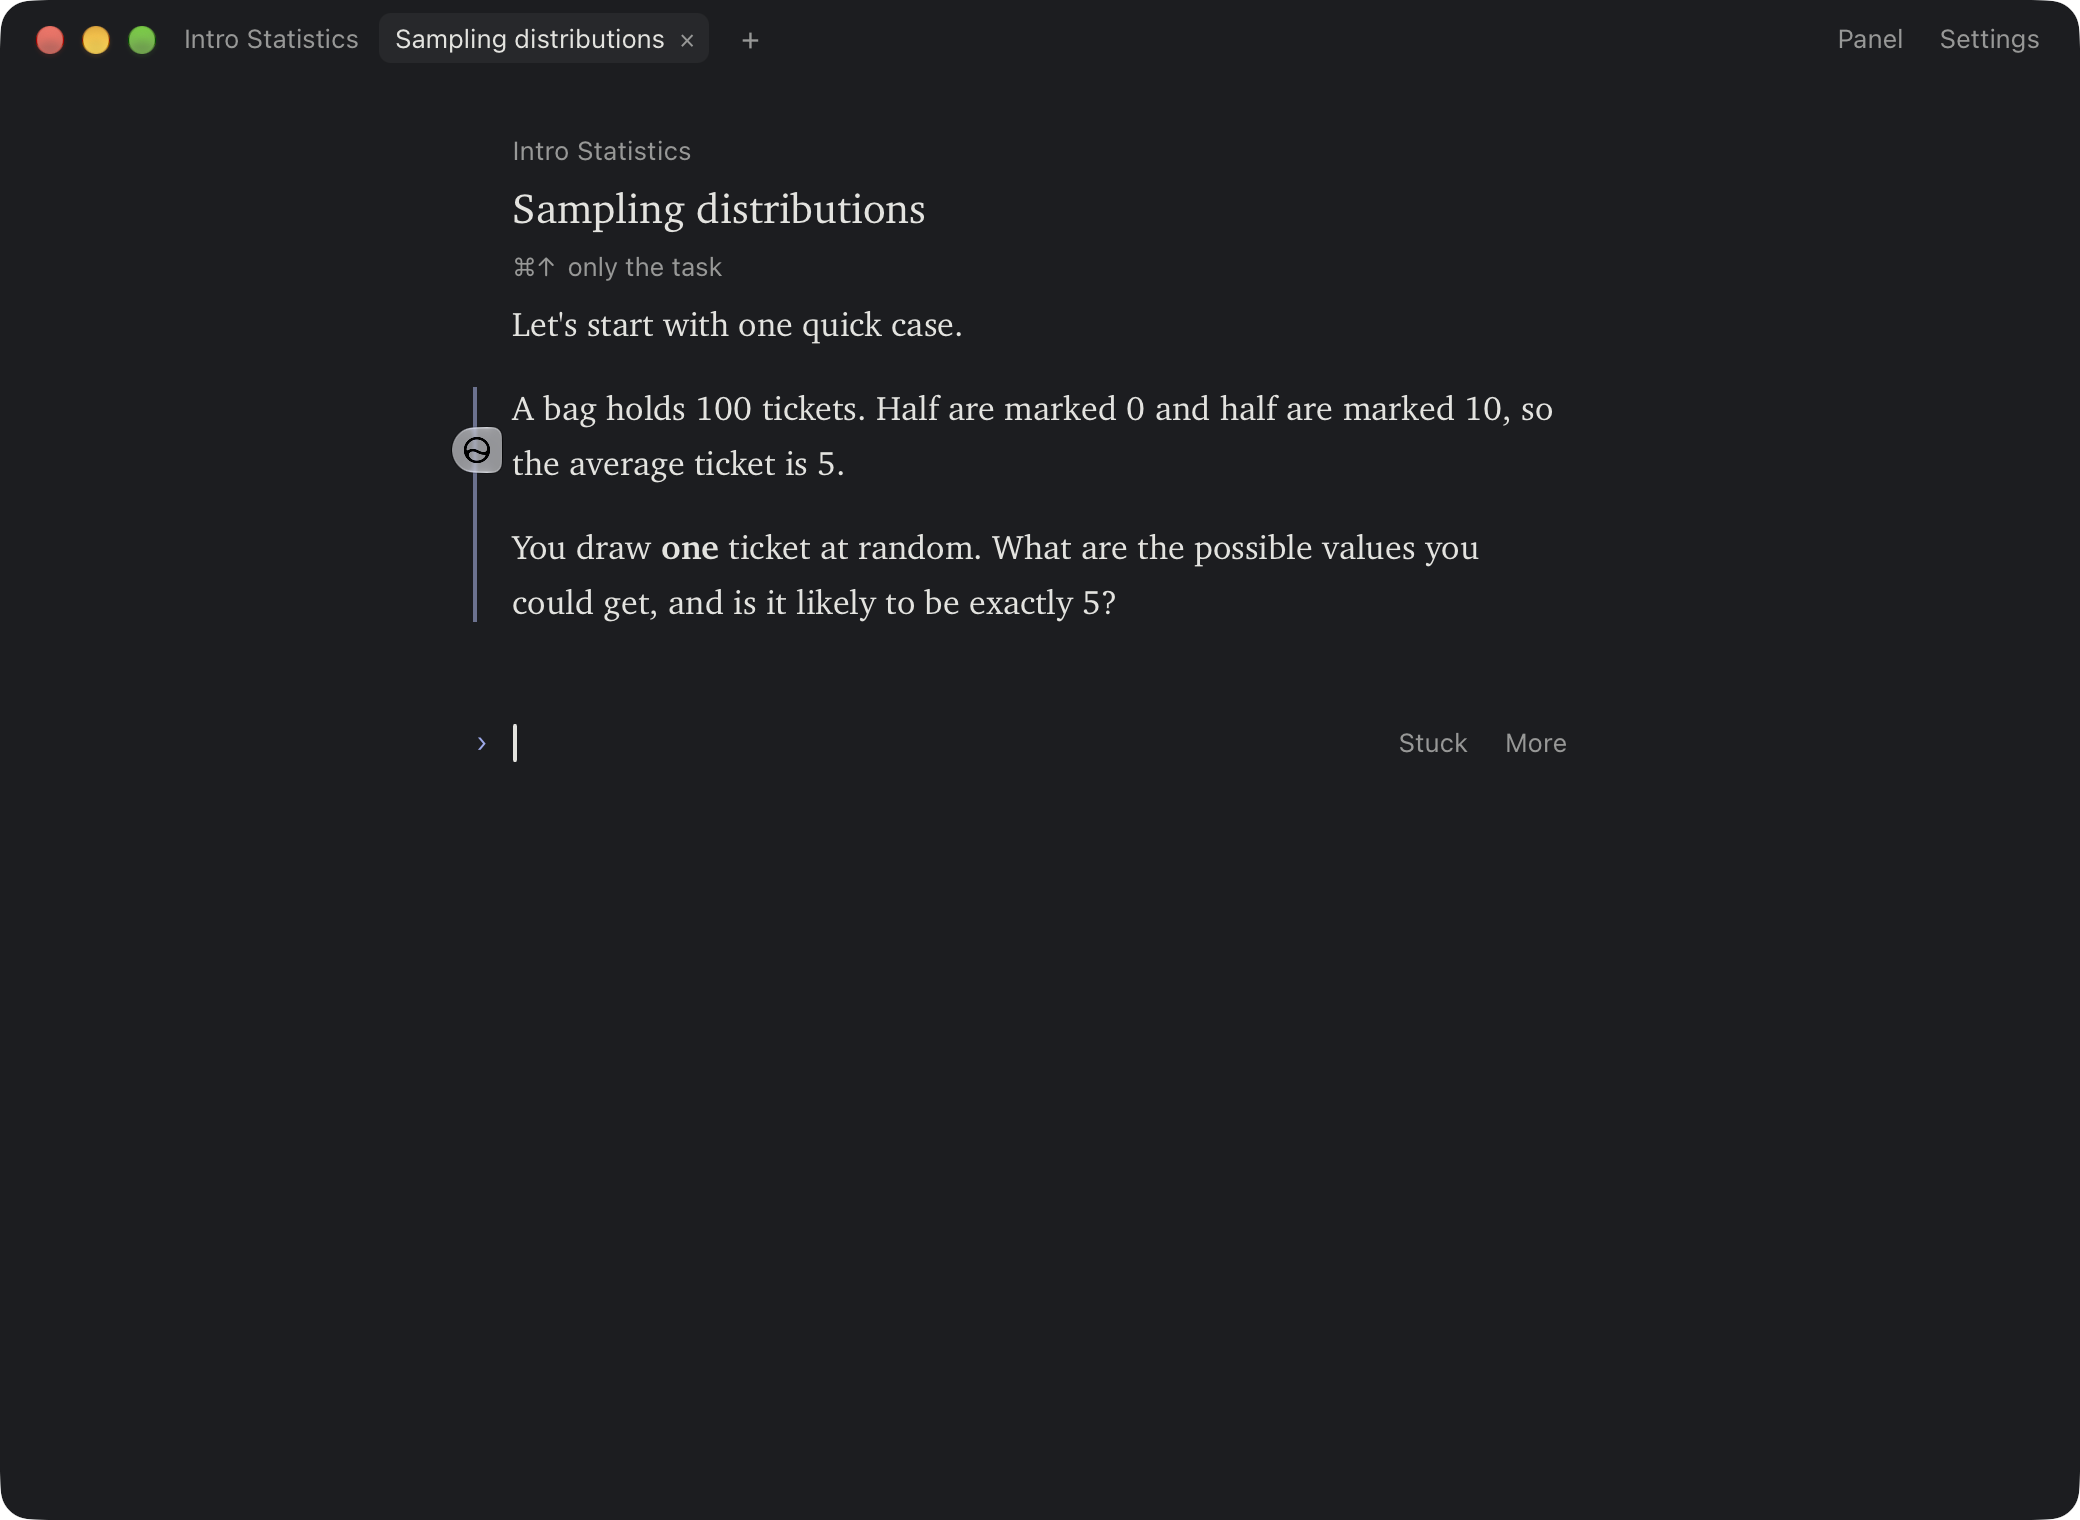 Intro Statistics
Sampling distributions ×
+
Panel
Settings
Intro Statistics
Sampling distributions
⌘↑ only the task
Let's start with one quick case.
A bag holds 100 tickets. Half are marked 0 and half are marked 10, so
the average ticket is 5.
You draw one ticket at random. What are the possible values you
could get, and is it likely to be exactly 5?
›
Stuck
More